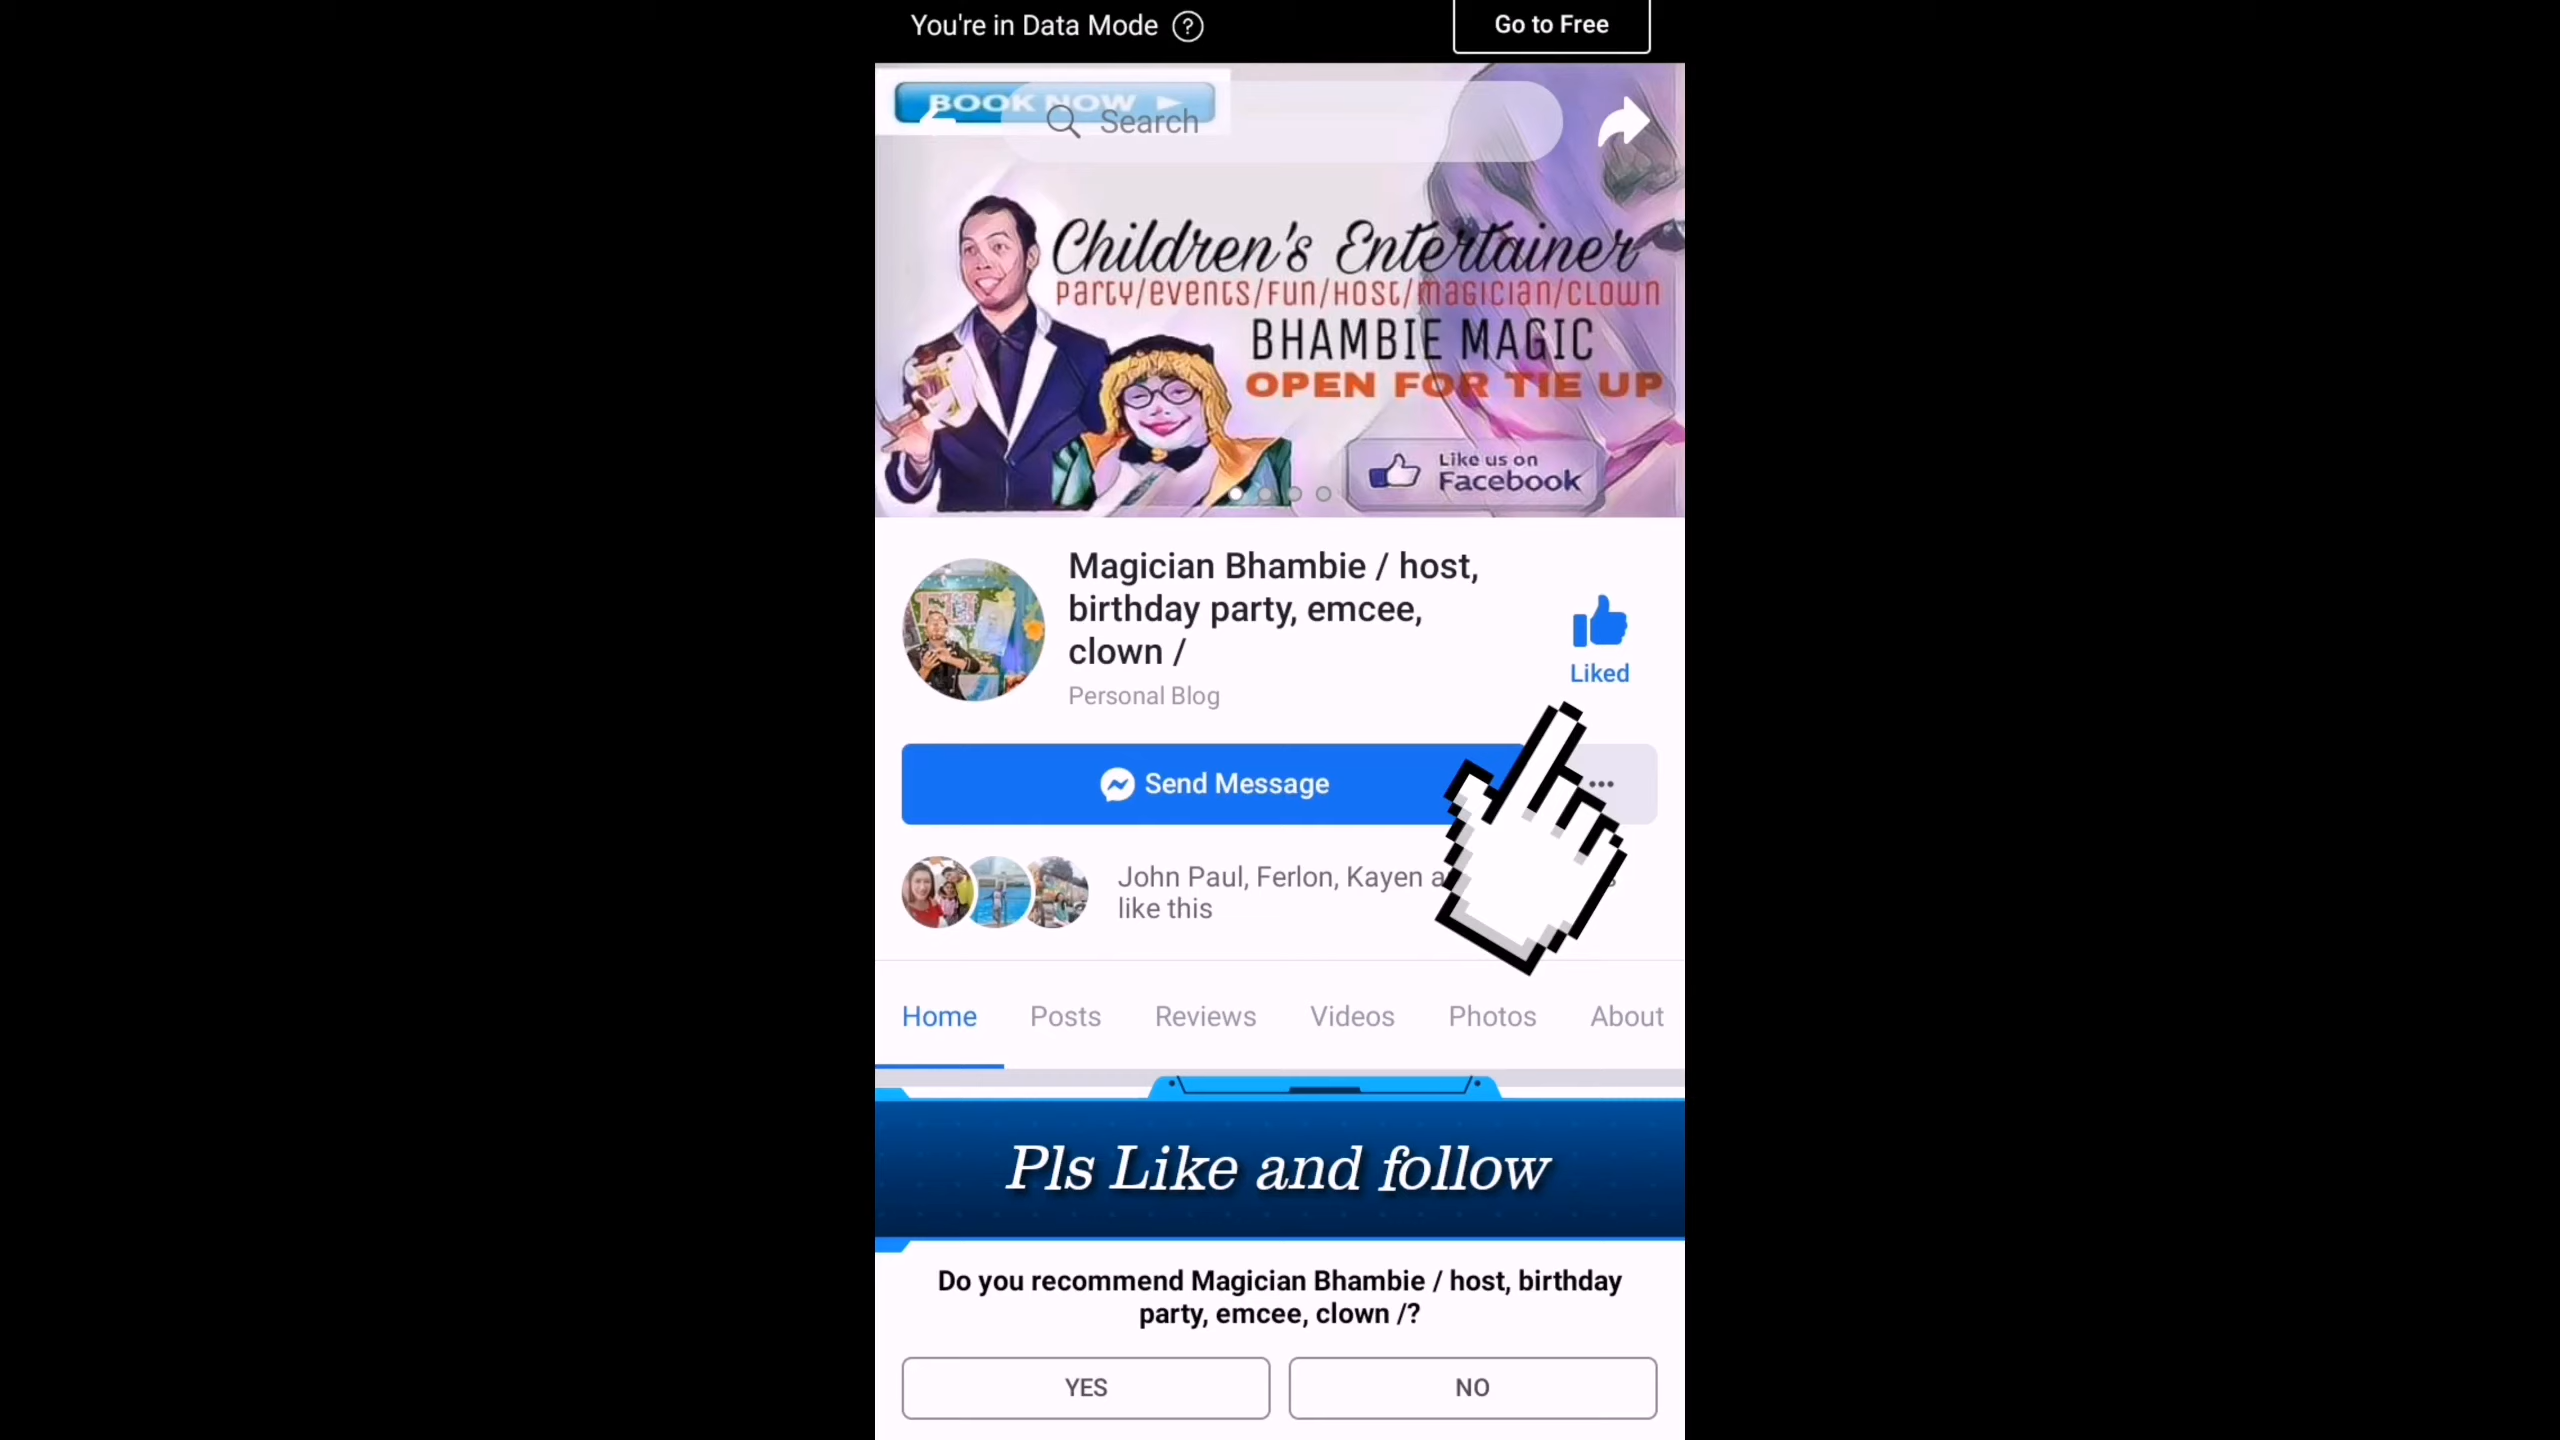 You're in Data Mode
Go to Free
BOOK NOW
Search
Children's Entertainer
Party/Events/Fun/Host/Magician/Clown
BHAMBIE MAGIC
OPEN FOR TIE UP
Like us on
Facebook
Magician Bhambie / host,
birthday party, emcee,
clown /
Personal Blog
Liked
Send Message
John Paul, Ferlon, Kayen
like this
Home Posts Reviews Videos Photos About
Pls Like and follow
Do you recommend Magician Bhambie / host, birthday
party, emcee, clown /?
YES
NO